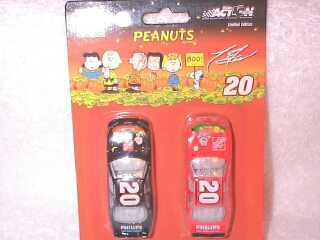 ACTION
Limited Edition
PEANUTS
BOO!
20
20
20
PHILIPS
PHILIPS